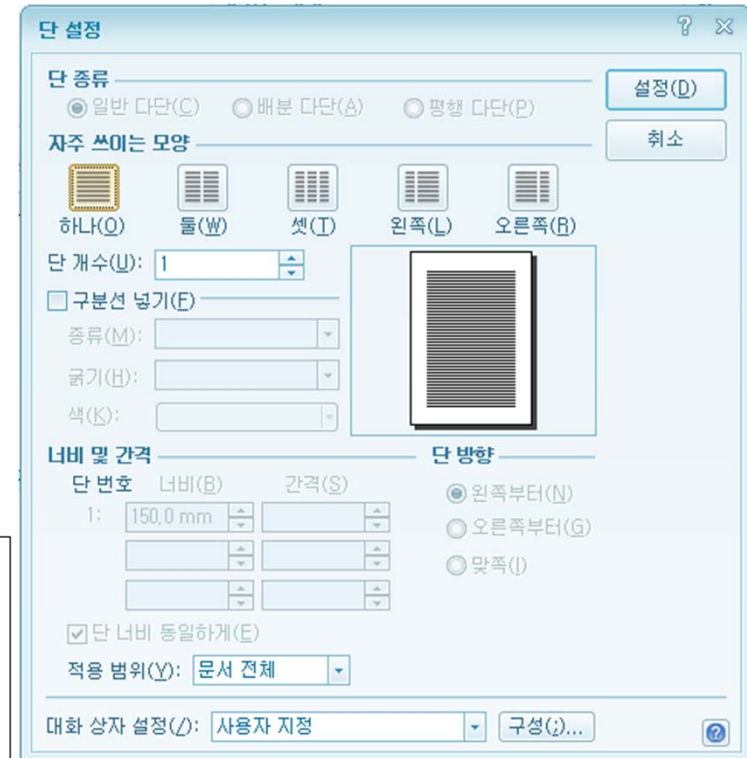 단 설정
단 종류
일반 다단(C) 배분 다단(A) 평행 다단(P)
설정(D)
취소
자주 쓰이는 모양
하나(O) 둘(W) 셋(T) 왼쪽(L) 오른쪽(R)
단 개수(U): 1
구분선 넣기(F)
종류(M):
굵기(H):
색(K):
너비 및 간격 단 방향
단 번호 너비(B) 간격(S)
왼쪽부터(N)
1: 150,0 mm
오른쪽부터(G)
맞쪽(I)
단 너비 동일하게(E)
적용 범위(Y): 문서 전체
대화 상자 설정(/): 사용자 지정 구성(;)...